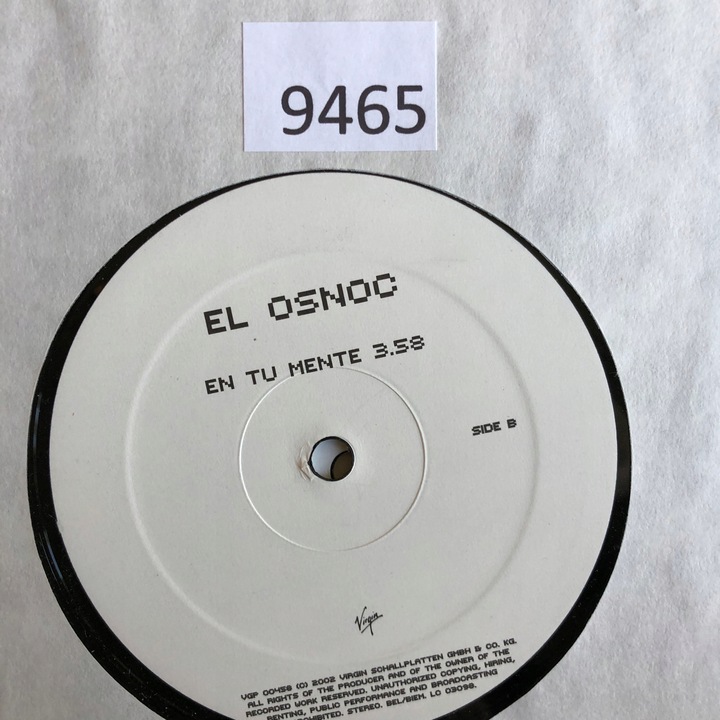 9465
EL OSNOC
EN TU MENTE 3.58
SIDE B
Virgin
VGP 00458 (C) 2002 VIRGIN SCHALLPLATTEN GMBH & CO. KG.
ALL RIGHTS OF THE PRODUCER AND OF THE OWNER OF THE
RECORDED WORK RESERVED. UNAUTHORIZED COPYING, HIRING,
RENTING, PUBLIC PERFORMANCE AND BROADCASTING
PROHIBITED. STEREO. BEL/BIEM. LC 03098.